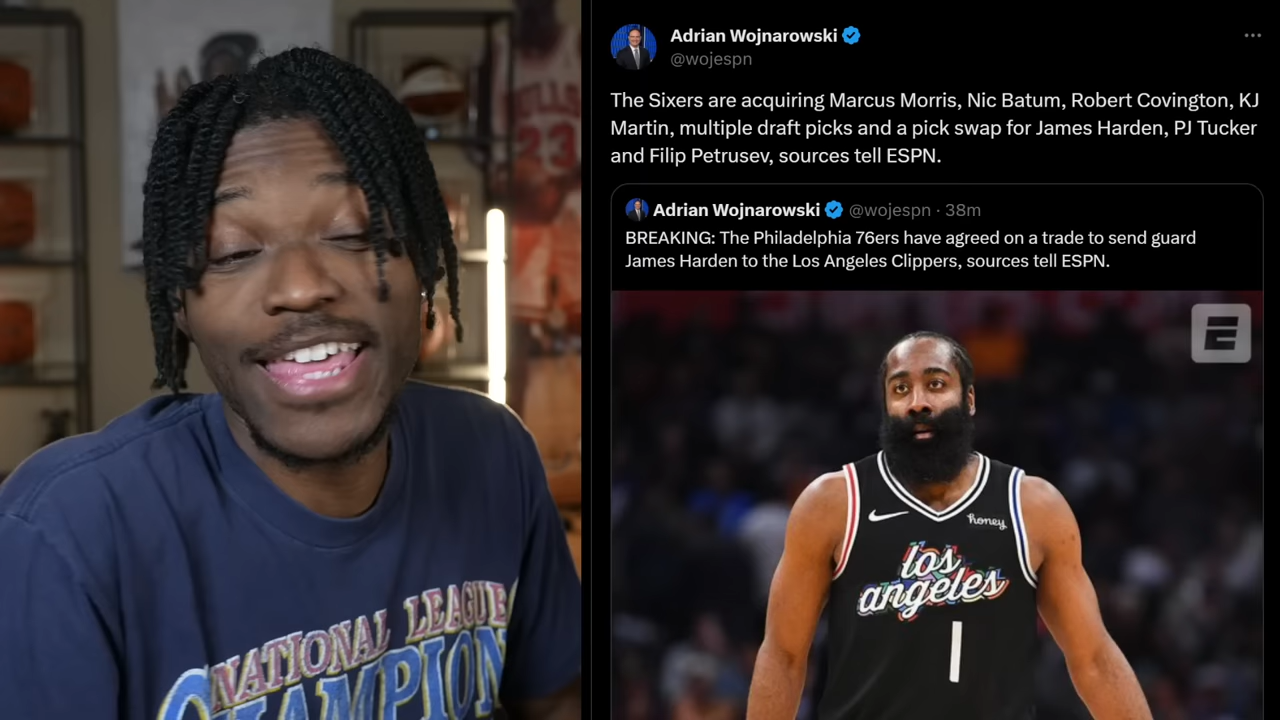 Adrian Wojnarowski
@wojespn
The Sixers are acquiring Marcus Morris, Nic Batum, Robert Covington, KJ
Martin, multiple draft picks and a pick swap for James Harden, PJ Tucker
and Filip Petrusev, sources tell ESPN.
Adrian Wojnarowski @wojespn · 38m
BREAKING: The Philadelphia 76ers have agreed on a trade to send guard
James Harden to the Los Angeles Clippers, sources tell ESPN.
E
honey
los
angeles
1
BULLS
23
NATIONAL LEAGUE
CHAMPION